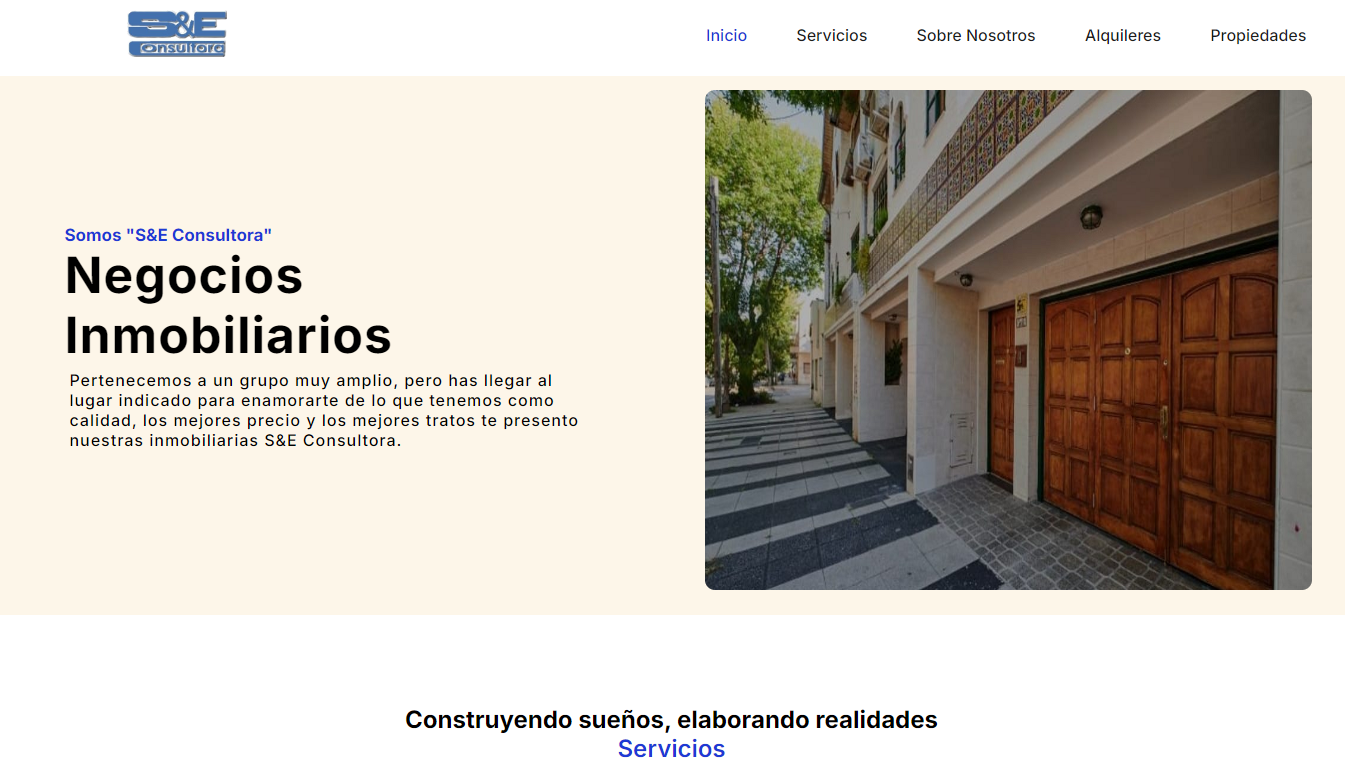 S&E
Consultora
Inicio Servicios Sobre Nosotros Alquileres Propiedades
Somos "S&E Consultora"
Negocios
Inmobiliarios
Pertenecemos a un grupo muy amplio, pero has llegar al
lugar indicado para enamorarte de lo que tenemos como
calidad, los mejores precio y los mejores tratos te presento
nuestras inmobiliarias S&E Consultora.
Construyendo sueños, elaborando realidades
Servicios